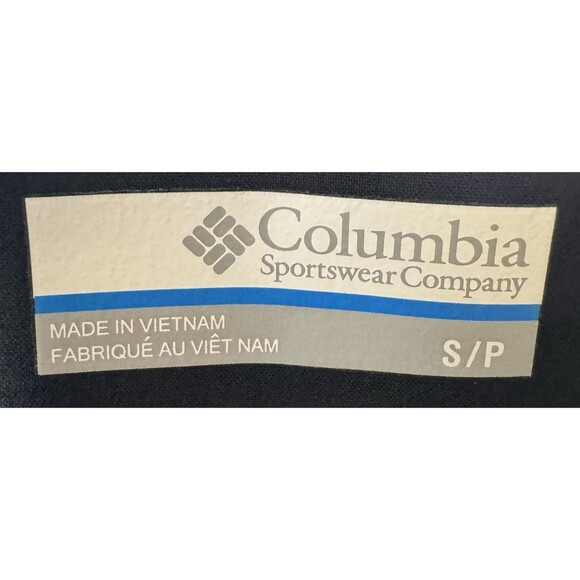 Columbia
Sportswear Company
MADE IN VIETNAM
FABRIQUÉ AU VIÊT NAM
S/P